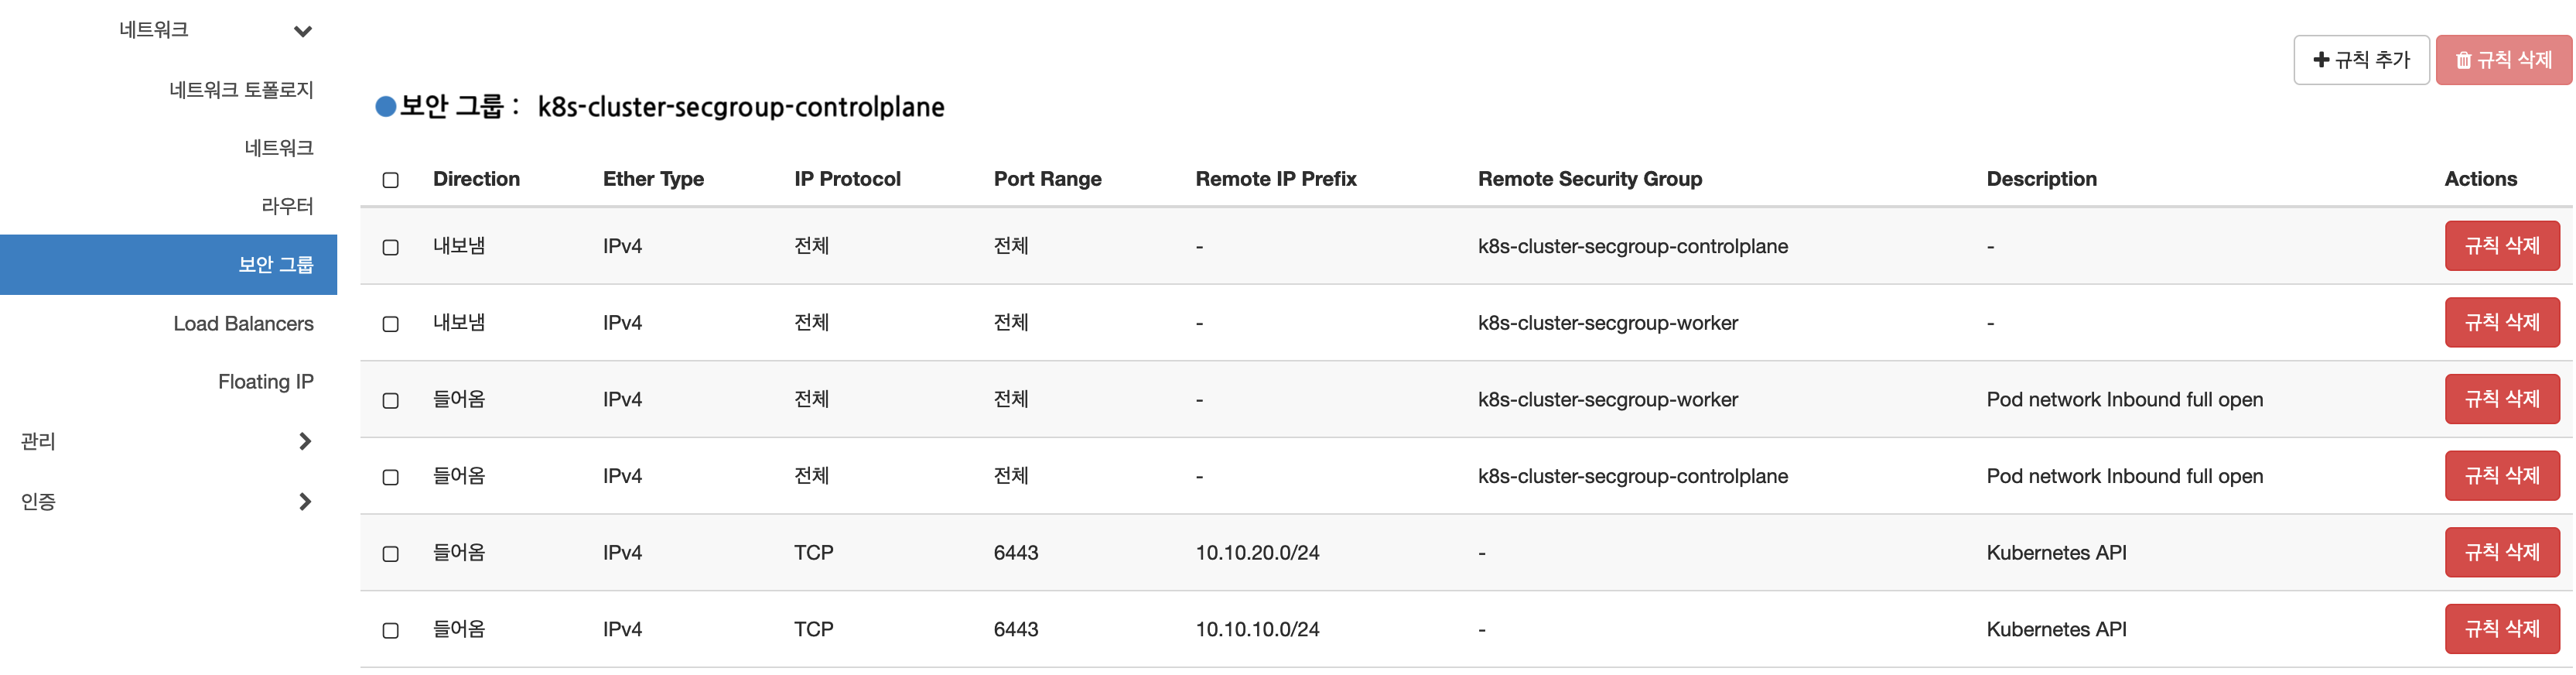 네트워크
네트워크 토폴로지
네트워크
라우터
보안 그룹
Load Balancers
Floating IP
관리
인증
규칙 추가
규칙 삭제
보안 그룹 : k8s-cluster-secgroup-controlplane
Direction Ether Type IP Protocol Port Range Remote IP Prefix Remote Security Group Description Actions
내보냄 IPv4 전체 전체 - k8s-cluster-secgroup-controlplane - 규칙 삭제
내보냄 IPv4 전체 전체 - k8s-cluster-secgroup-worker - 규칙 삭제
들어옴 IPv4 전체 전체 - k8s-cluster-secgroup-worker Pod network Inbound full open 규칙 삭제
들어옴 IPv4 전체 전체 - k8s-cluster-secgroup-controlplane Pod network Inbound full open 규칙 삭제
들어옴 IPv4 TCP 6443 10.10.20.0/24 - Kubernetes API 규칙 삭제
들어옴 IPv4 TCP 6443 10.10.10.0/24 - Kubernetes API 규칙 삭제